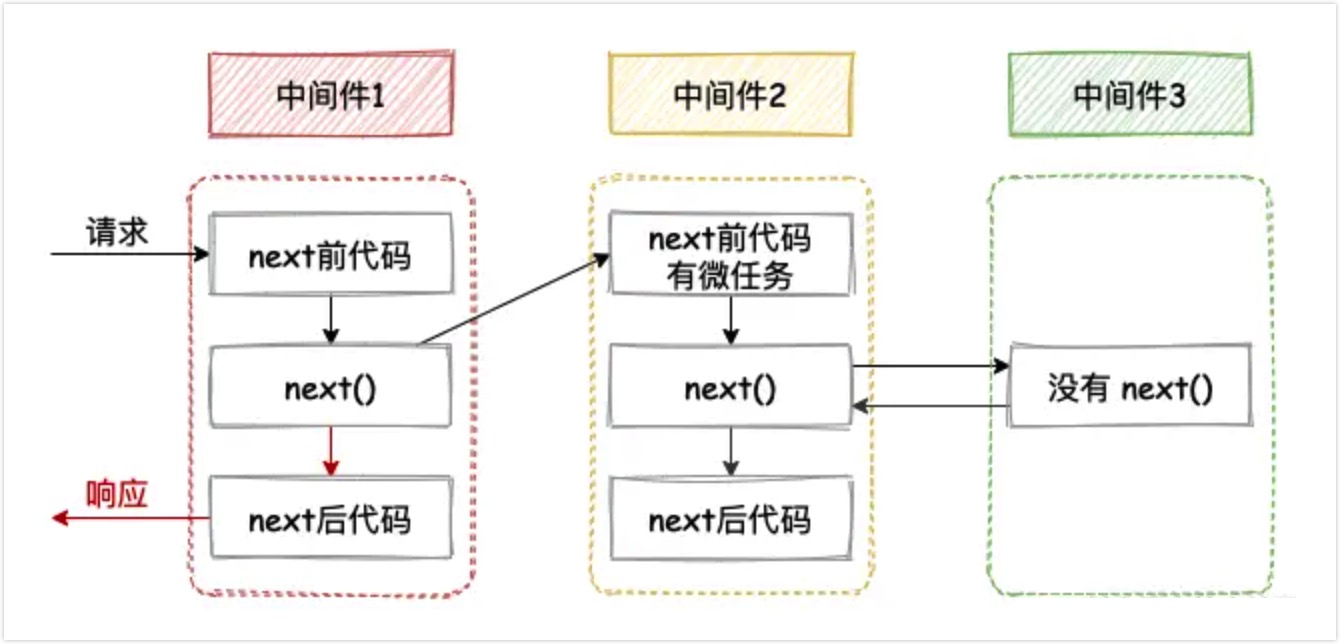 中间件1
中间件2
中间件3
请求
next前代码
next前代码
有微任务
next()
next()
没有 next()
响应
next后代码
next后代码